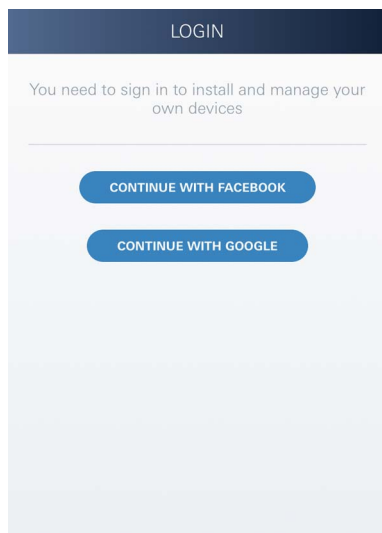 LOGIN
You need to sign in to install and manage your
own devices
CONTINUE WITH FACEBOOK
CONTINUE WITH GOOGLE